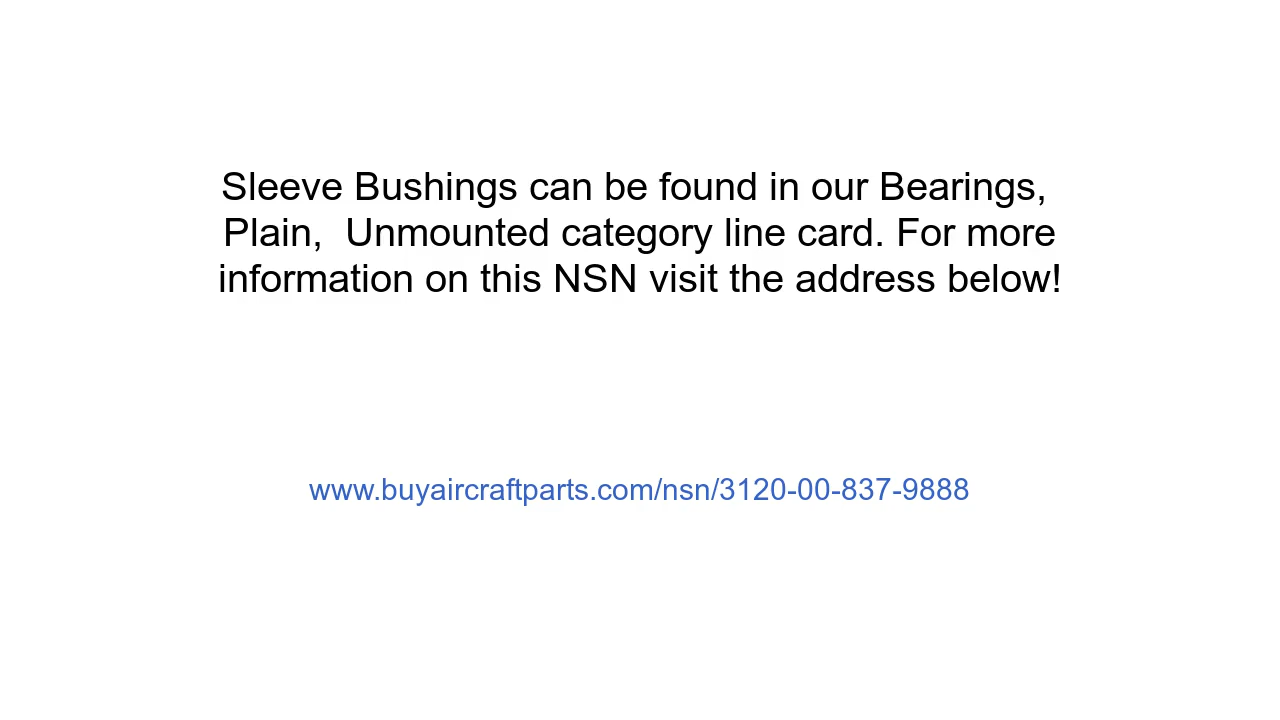 Sleeve Bushings can be found in our Bearings,
Plain,  Unmounted category line card. For more
information on this NSN visit the address below!
www.buyaircraftparts.com/nsn/3120-00-837-9888